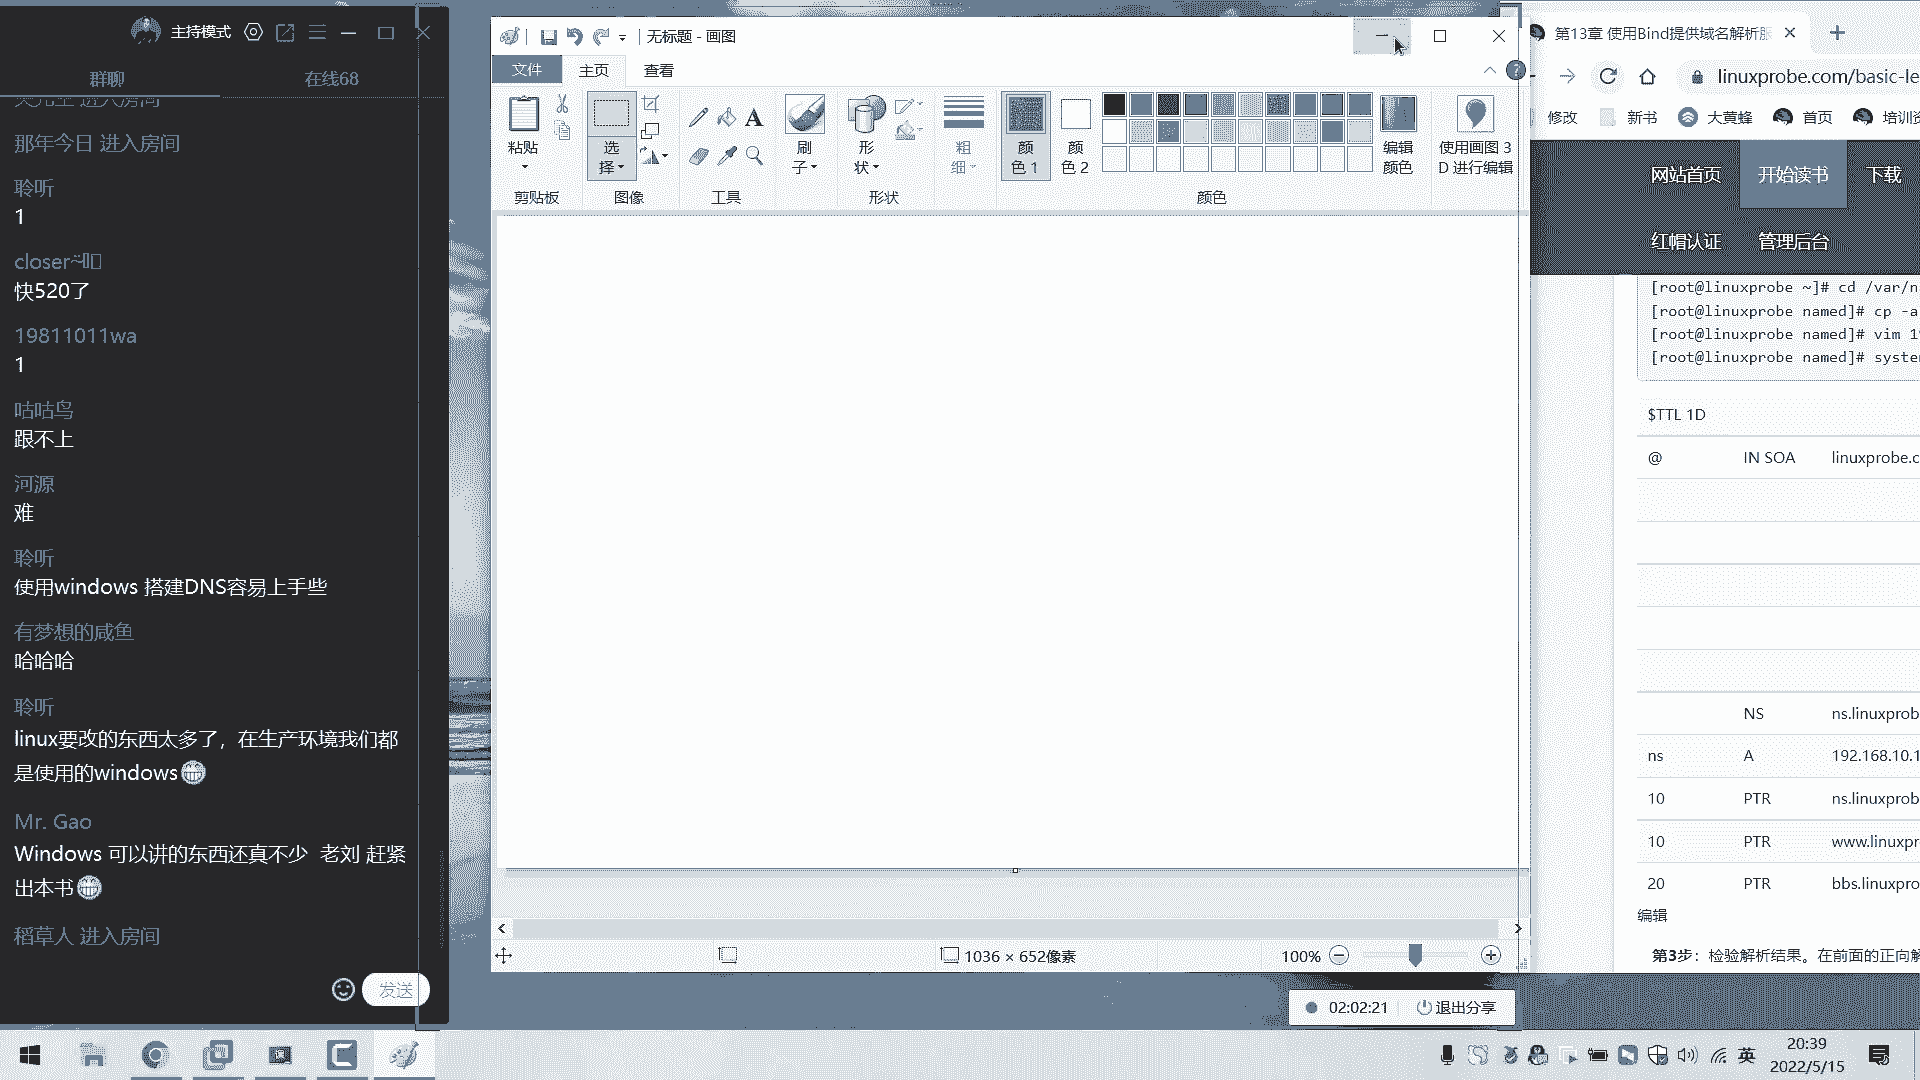 主持模式
群聊
在线68
那年今日 进入房间
聆听
1
快520了
19811011wa
1
咕咕鸟
跟不上
河源
难
聆听
使用windows 搭建DNS容易上手些
有梦想的咸鱼
哈哈哈
聆听
linux要改的东西太多了，在生产环境我们都
是使用的windows
Mr. Gao
Windows 可以讲的东西还真不少 老刘 赶紧
出本书
稻草人 进入房间
发送
无标题 - 画图
文件
主页
查看
粘贴
选择
刷子
形状
粗细
颜色 1
颜色 2
编辑颜色
使用画图 3D 进行编辑
剪贴板
图像
工具
形状
颜色
1036 × 652像素
100%
02:02:21
退出分享
第13章 使用Bind提供域名解析服
linuxprobe.com/basic-le
修改
新书
大黄蜂
首页
网站首页
开始读书
下载
红帽认证
管理后台
[root@linuxprobe ~]# cd /var/n
[root@linuxprobe named]# cp -a
[root@linuxprobe named]# vim 19
[root@linuxprobe named]# system
$TTL 1D
@ IN SOA linuxprobe.c
NS ns.linuxprob
ns A 192.168.10.1
10 PTR ns.linuxprob
10 PTR www.linuxpr
20 PTR bbs.linuxpro
编辑
第3步：检验解析结果。在前面的正向解
英
20:39
2022/5/15